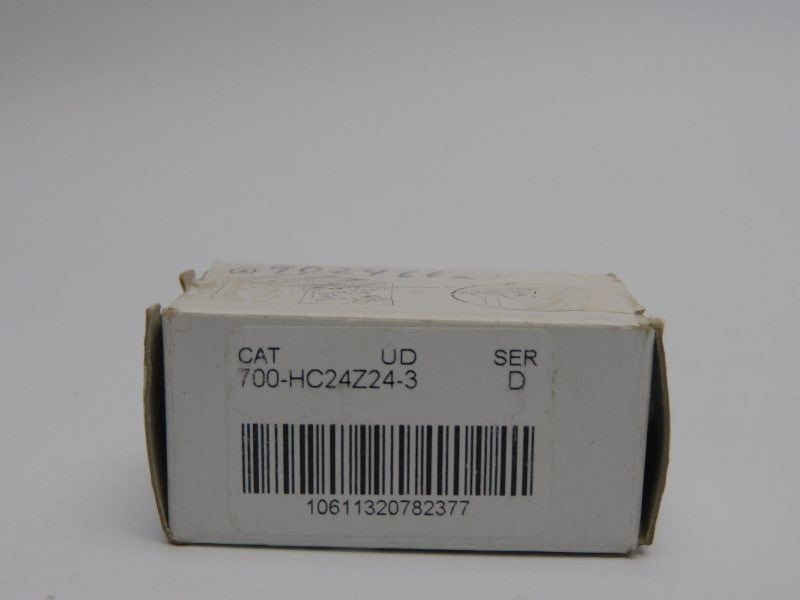 CAT UD SER
700-HC24Z24-3 D
10611320782377